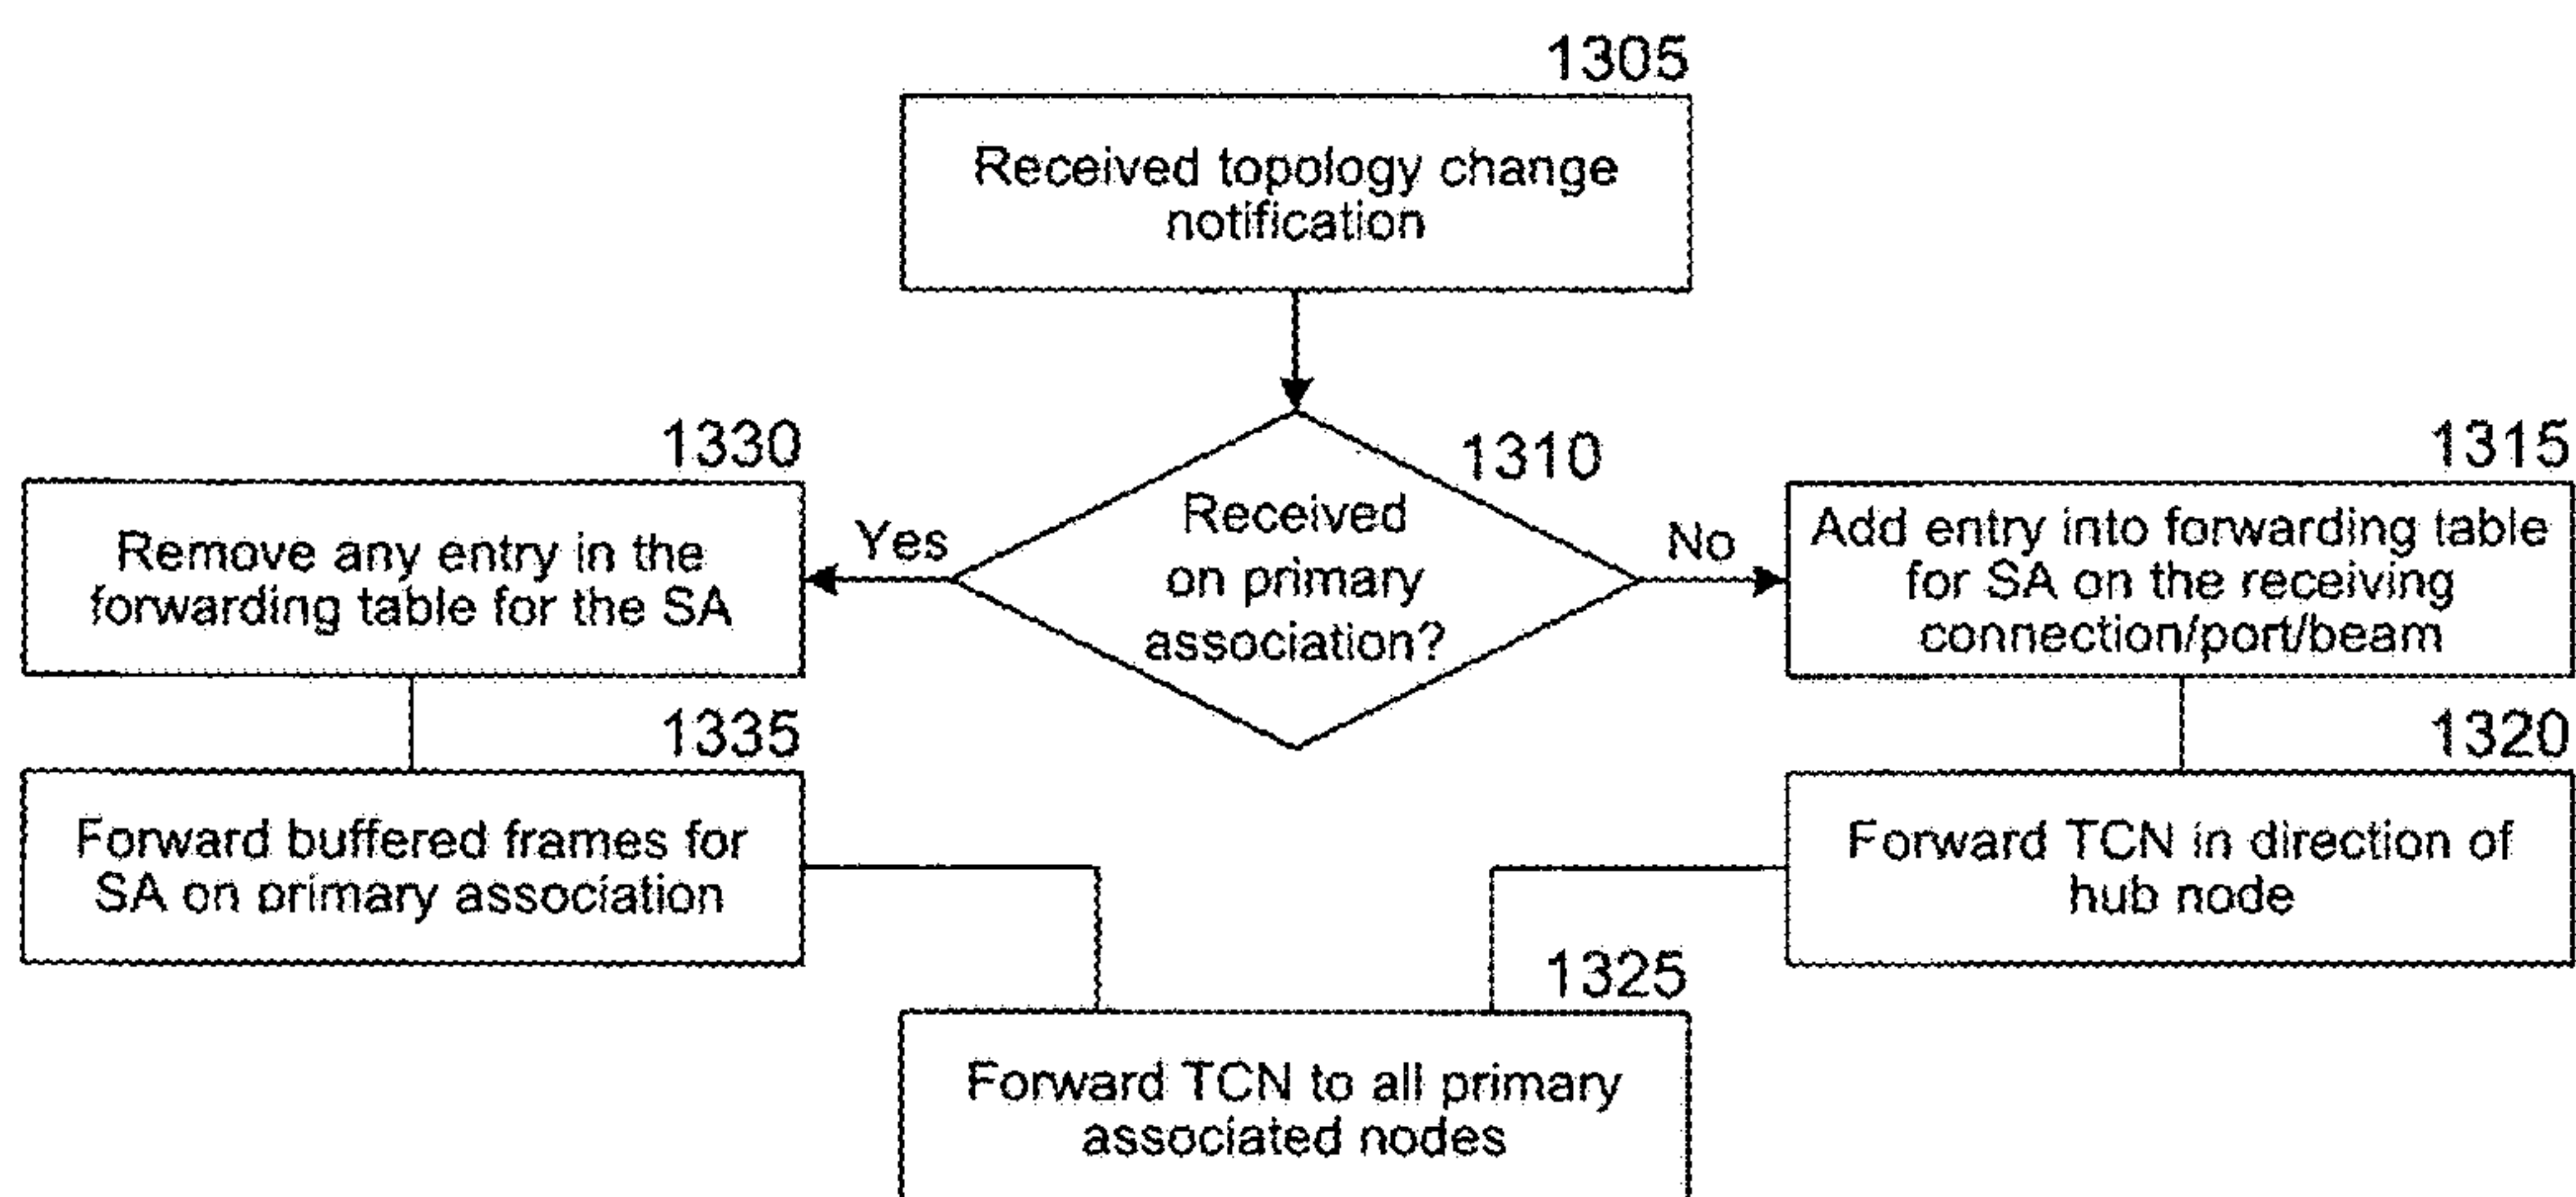 1305
Received topology change
notification
1310
Received
on primary
association?
Yes
No
1330
Remove any entry in the
forwarding table for the SA
1315
Add entry into forwarding table
for SA on the receiving
connection/port/beam
1335
Forward buffered frames for
SA on primary association
1320
Forward TCN in direction of
hub node
1325
Forward TCN to all primary
associated nodes